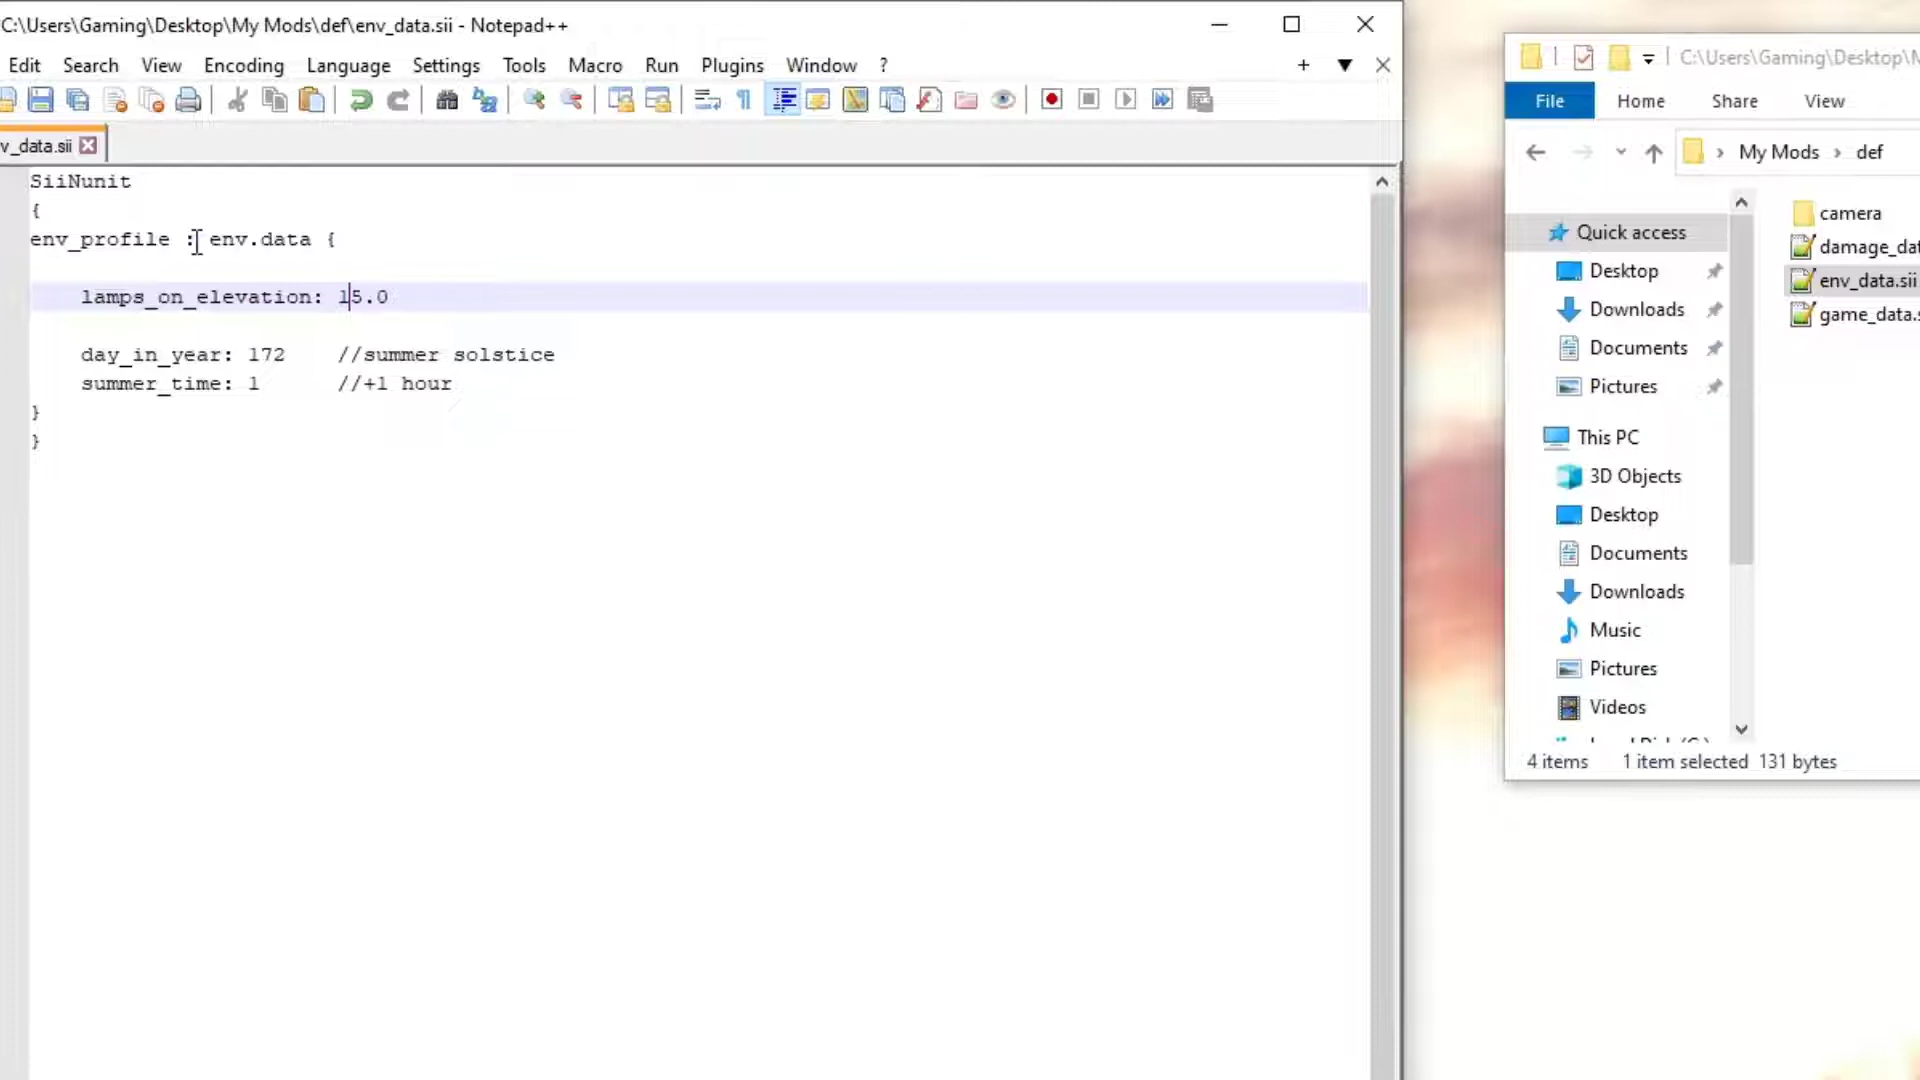 C:\Users\Gaming\Desktop\My Mods\def\env_data.sii - Notepad++
Edit Search View Encoding Language Settings Tools Macro Run Plugins Window ?
v_data.sii
SiiNunit
{
env_profile : env.data {
lamps_on_elevation: 15.0
day_in_year: 172 //summer solstice
summer_time: 1 //+1 hour
}
}
C:\Users\Gaming\Desktop\M
File Home Share View
My Mods › def
Quick access
Desktop
Downloads
Documents
Pictures
This PC
3D Objects
Desktop
Documents
Downloads
Music
Pictures
Videos
camera
damage_dat
env_data.sii
game_data.s
4 items 1 item selected 131 bytes